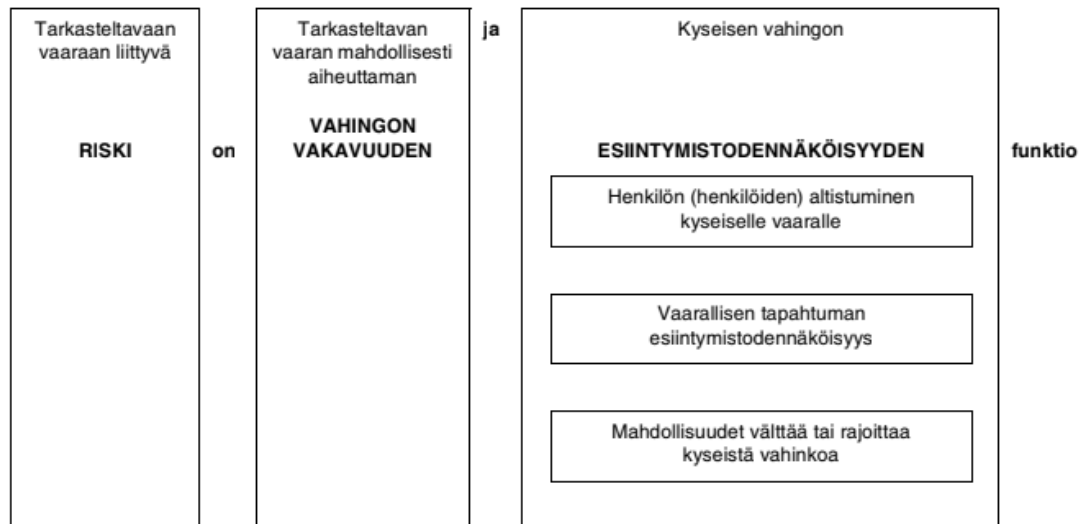 Tarkasteltavaan
vaaraan liittyvä
RISKI
on
Tarkasteltavan
vaaran mahdollisesti
aiheuttaman
VAHINGON
VAKAVUUDEN
ja
Kyseisen vahingon
ESIINTYMISTODENNÄKÖISYYDEN
Henkilön (henkilöiden) altistuminen
kyseiselle vaaralle
Vaarallisen tapahtuman
esiintymistodennäköisyys
Mahdollisuudet välttää tai rajoittaa
kyseistä vahinkoa
funktio